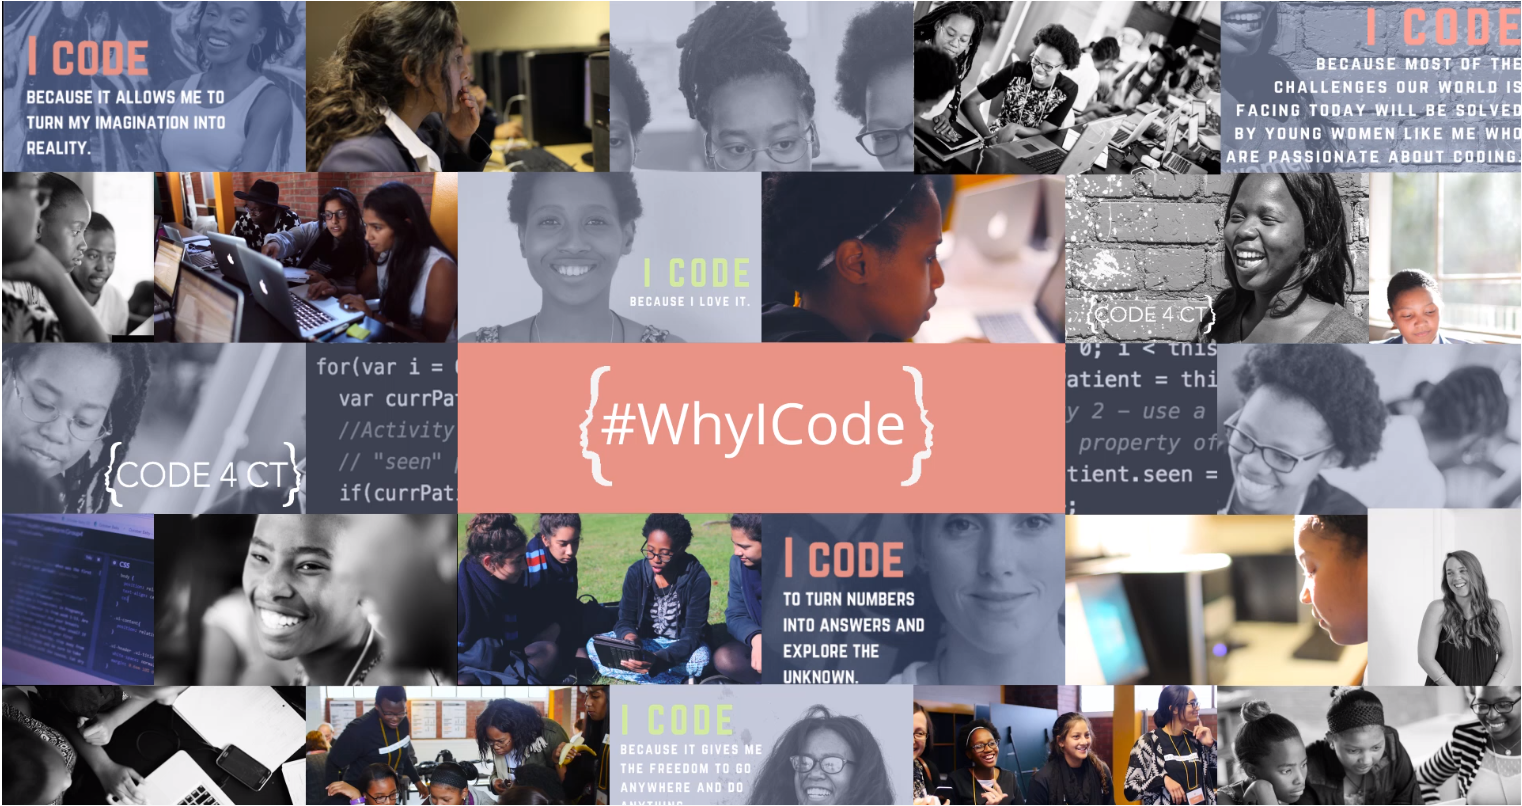 I CODE
BECAUSE IT ALLOWS ME TO
TURN MY IMAGINATION INTO
REALITY.
I CODE
BECAUSE MOST OF THE
CHALLENGES OUR WORLD IS
FACING TODAY WILL BE SOLVED
BY YOUNG WOMEN LIKE ME WHO
ARE PASSIONATE ABOUT CODING.
I CODE
BECAUSE I LOVE IT.
{CODE 4 CT}
{CODE 4 CT}
for(var i =
var currPa
//Activity
// "seen"
if(currPat
{#WhyICode}
0; i < this
atient = thi
y 2 – use a
property of
tient.seen =
;
CSS
body {
I CODE
TO TURN NUMBERS
INTO ANSWERS AND
EXPLORE THE
UNKNOWN.
I CODE
BECAUSE IT GIVES ME
THE FREEDOM TO GO
ANYWHERE AND DO
ANYTHING